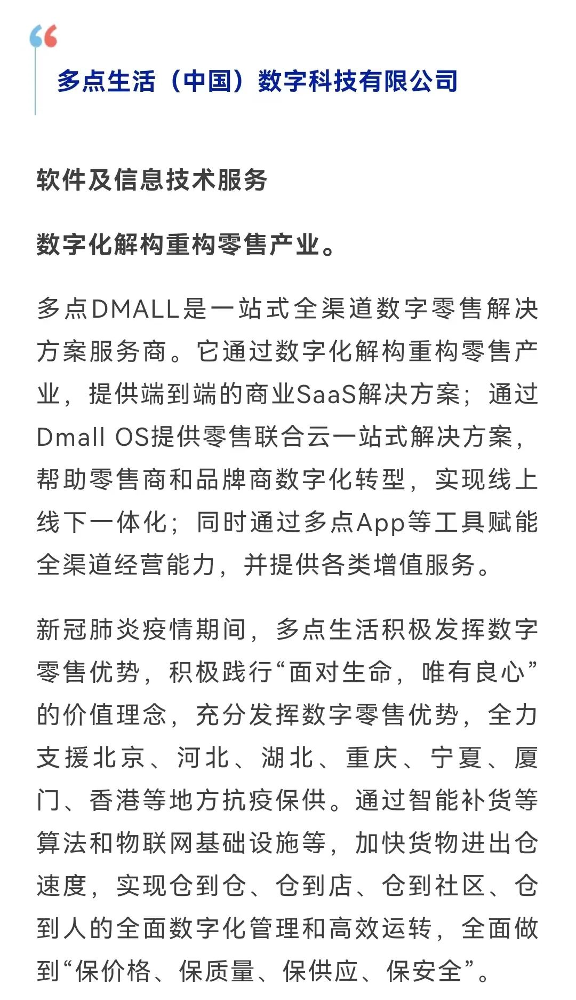 多点生活（中国）数字科技有限公司
软件及信息技术服务
数字化解构重构零售产业。
多点DMALL是一站式全渠道数字零售解决
方案服务商。它通过数字化解构重构零售产
业，提供端到端的商业SaaS解决方案；通过
Dmall OS提供零售联合云一站式解决方案，
帮助零售商和品牌商数字化转型，实现线上
线下一体化；同时通过多点App等工具赋能
全渠道经营能力，并提供各类增值服务。
新冠肺炎疫情期间，多点生活积极发挥数字
零售优势，积极践行“面对生命，唯有良心”
的价值理念，充分发挥数字零售优势，全力
支援北京、河北、湖北、重庆、宁夏、厦
门、香港等地方抗疫保供。通过智能补货等
算法和物联网基础设施等，加快货物进出仓
速度，实现仓到仓、仓到店、仓到社区、仓
到人的全面数字化管理和高效运转，全面做
到“保价格、保质量、保供应、保安全”。